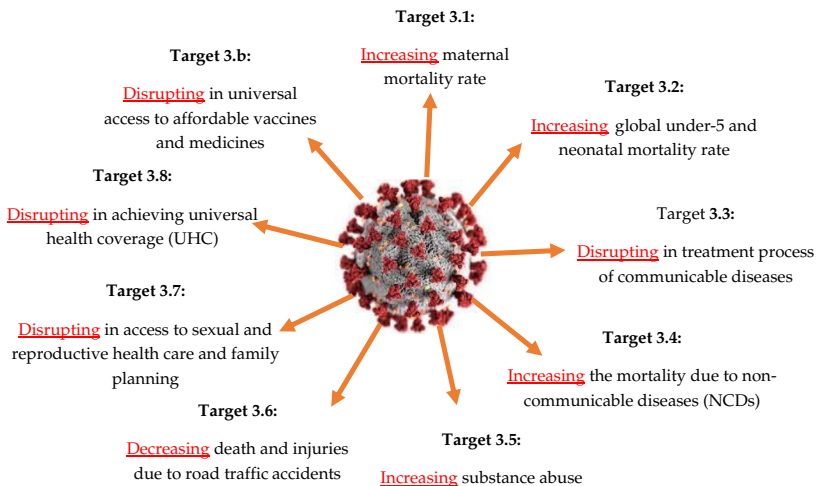 Target 3.1:
Increasing maternal
mortality rate
Target 3.2:
Increasing global under-5 and
neonatal mortality rate
Target 3.3:
Disrupting in treatment process
of communicable diseases
Target 3.4:
Increasing the mortality due to non-
communicable diseases (NCDs)
Target 3.5:
Increasing substance abuse
Target 3.6:
Decreasing death and injuries
due to road traffic accidents
Target 3.7:
Disrupting in access to sexual and
reproductive health care and family
planning
Target 3.8:
Disrupting in achieving universal
health coverage (UHC)
Target 3.b:
Disrupting in universal
access to affordable vaccines
and medicines